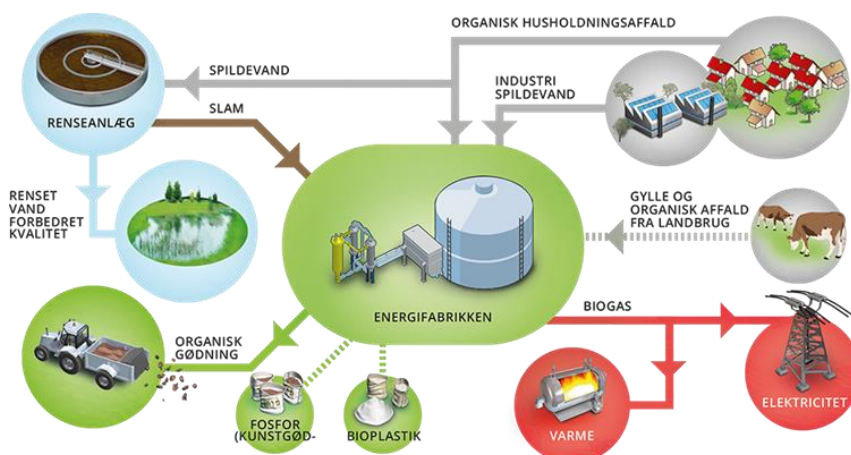 ORGANISK HUSHOLDNINGSAFFALD
SPILDEVAND
INDUSTRI
SPILDEVAND
RENSEANLÆG
SLAM
RENSET
VAND
FORBEDRET
KVALITET
GYLLE OG
ORGANISK AFFALD
FRA LANDBRUG
ENERGIFABRIKKEN
BIOGAS
ORGANISK
GØDNING
FOSFOR
(KUNSTGØD-
BIOPLASTIK
VARME
ELEKTRICITET